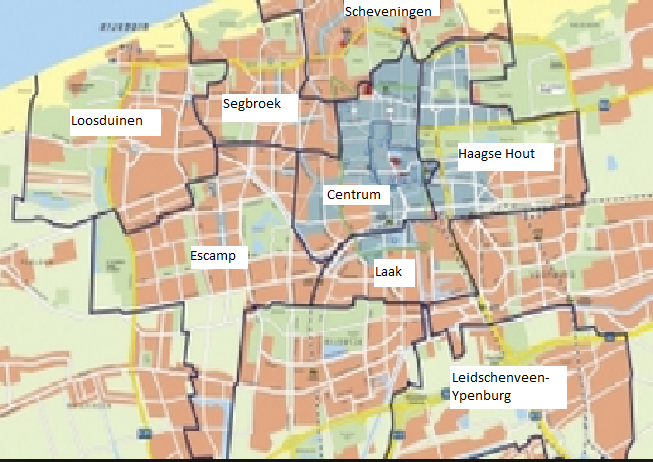 Scheveningen
Segbroek
Loosduinen
Haagse Hout
Centrum
Escamp
Laak
Leidschenveen-
Ypenburg